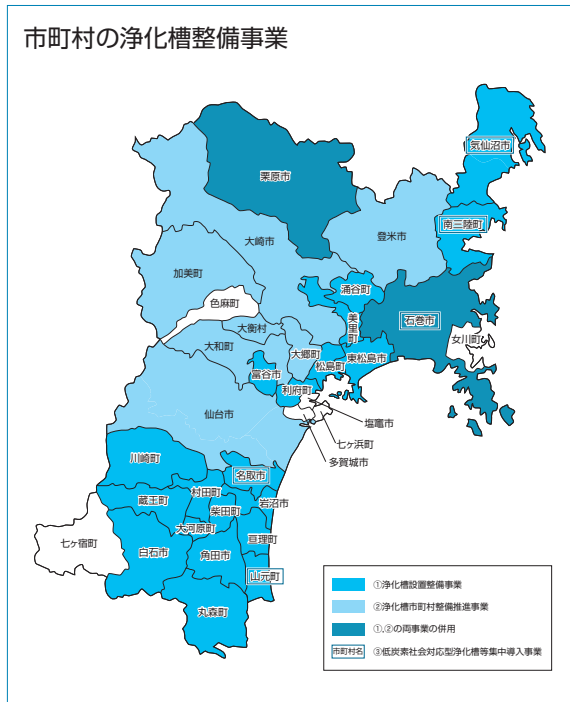 市町村の浄化槽整備事業
気仙沼市
栗原市
南三陸町
登米市
大崎市
加美町
涌谷町
色麻町
美里町
石巻市
女川町
大衡村
大和町
大郷町
松島町
東松島市
富谷市
利府町
仙台市
塩竈市
七ヶ浜町
多賀城市
川崎町
名取市
村田町
蔵王町
岩沼市
柴田町
大河原町
亘理町
七ヶ宿町
白石市
角田市
山元町
丸森町
①浄化槽設置整備事業
②浄化槽市町村整備推進事業
①,②の両事業の併用
市町村名 ③低炭素社会対応型浄化槽等集中導入事業